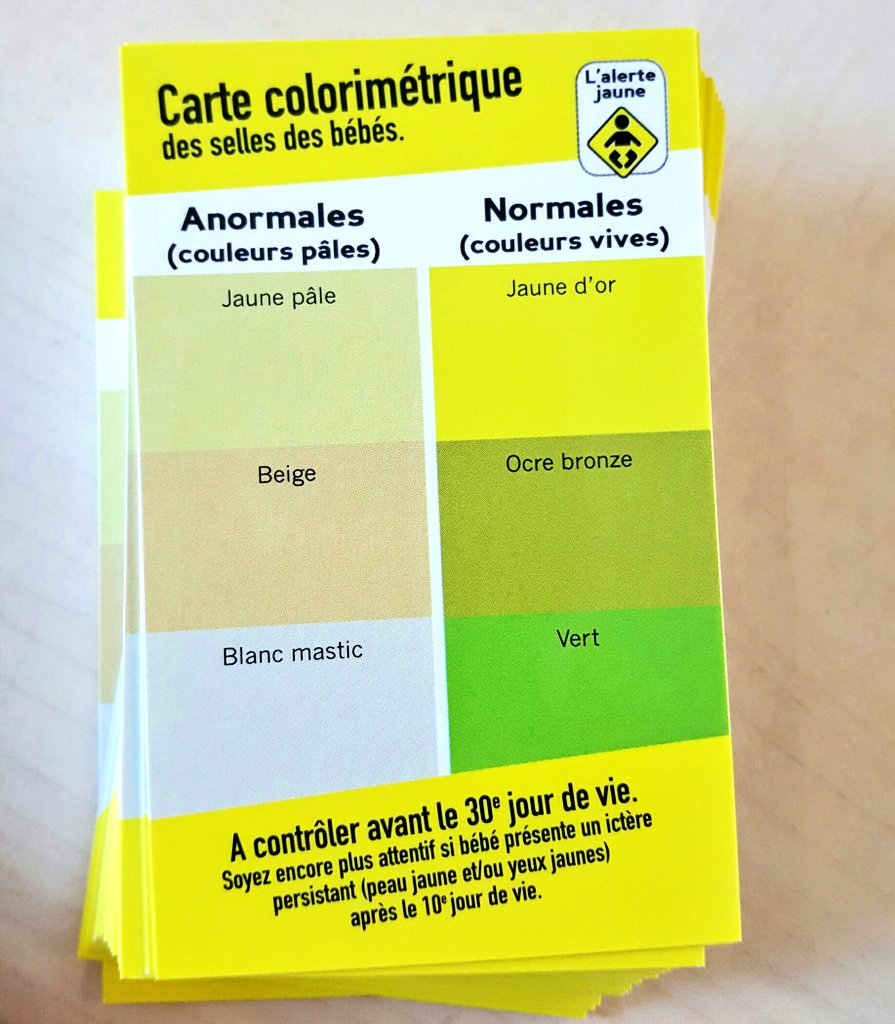 Carte colorimétrique
des selles des bébés.
L'alerte
jaune
Anormales
(couleurs pâles)
Normales
(couleurs vives)
Jaune pâle
Jaune d'or
Beige
Ocre bronze
Blanc mastic
Vert
A contrôler avant le 30e jour de vie.
Soyez encore plus attentif si bébé présente un ictère
persistant (peau jaune et/ou yeux jaunes)
après le 10e jour de vie.